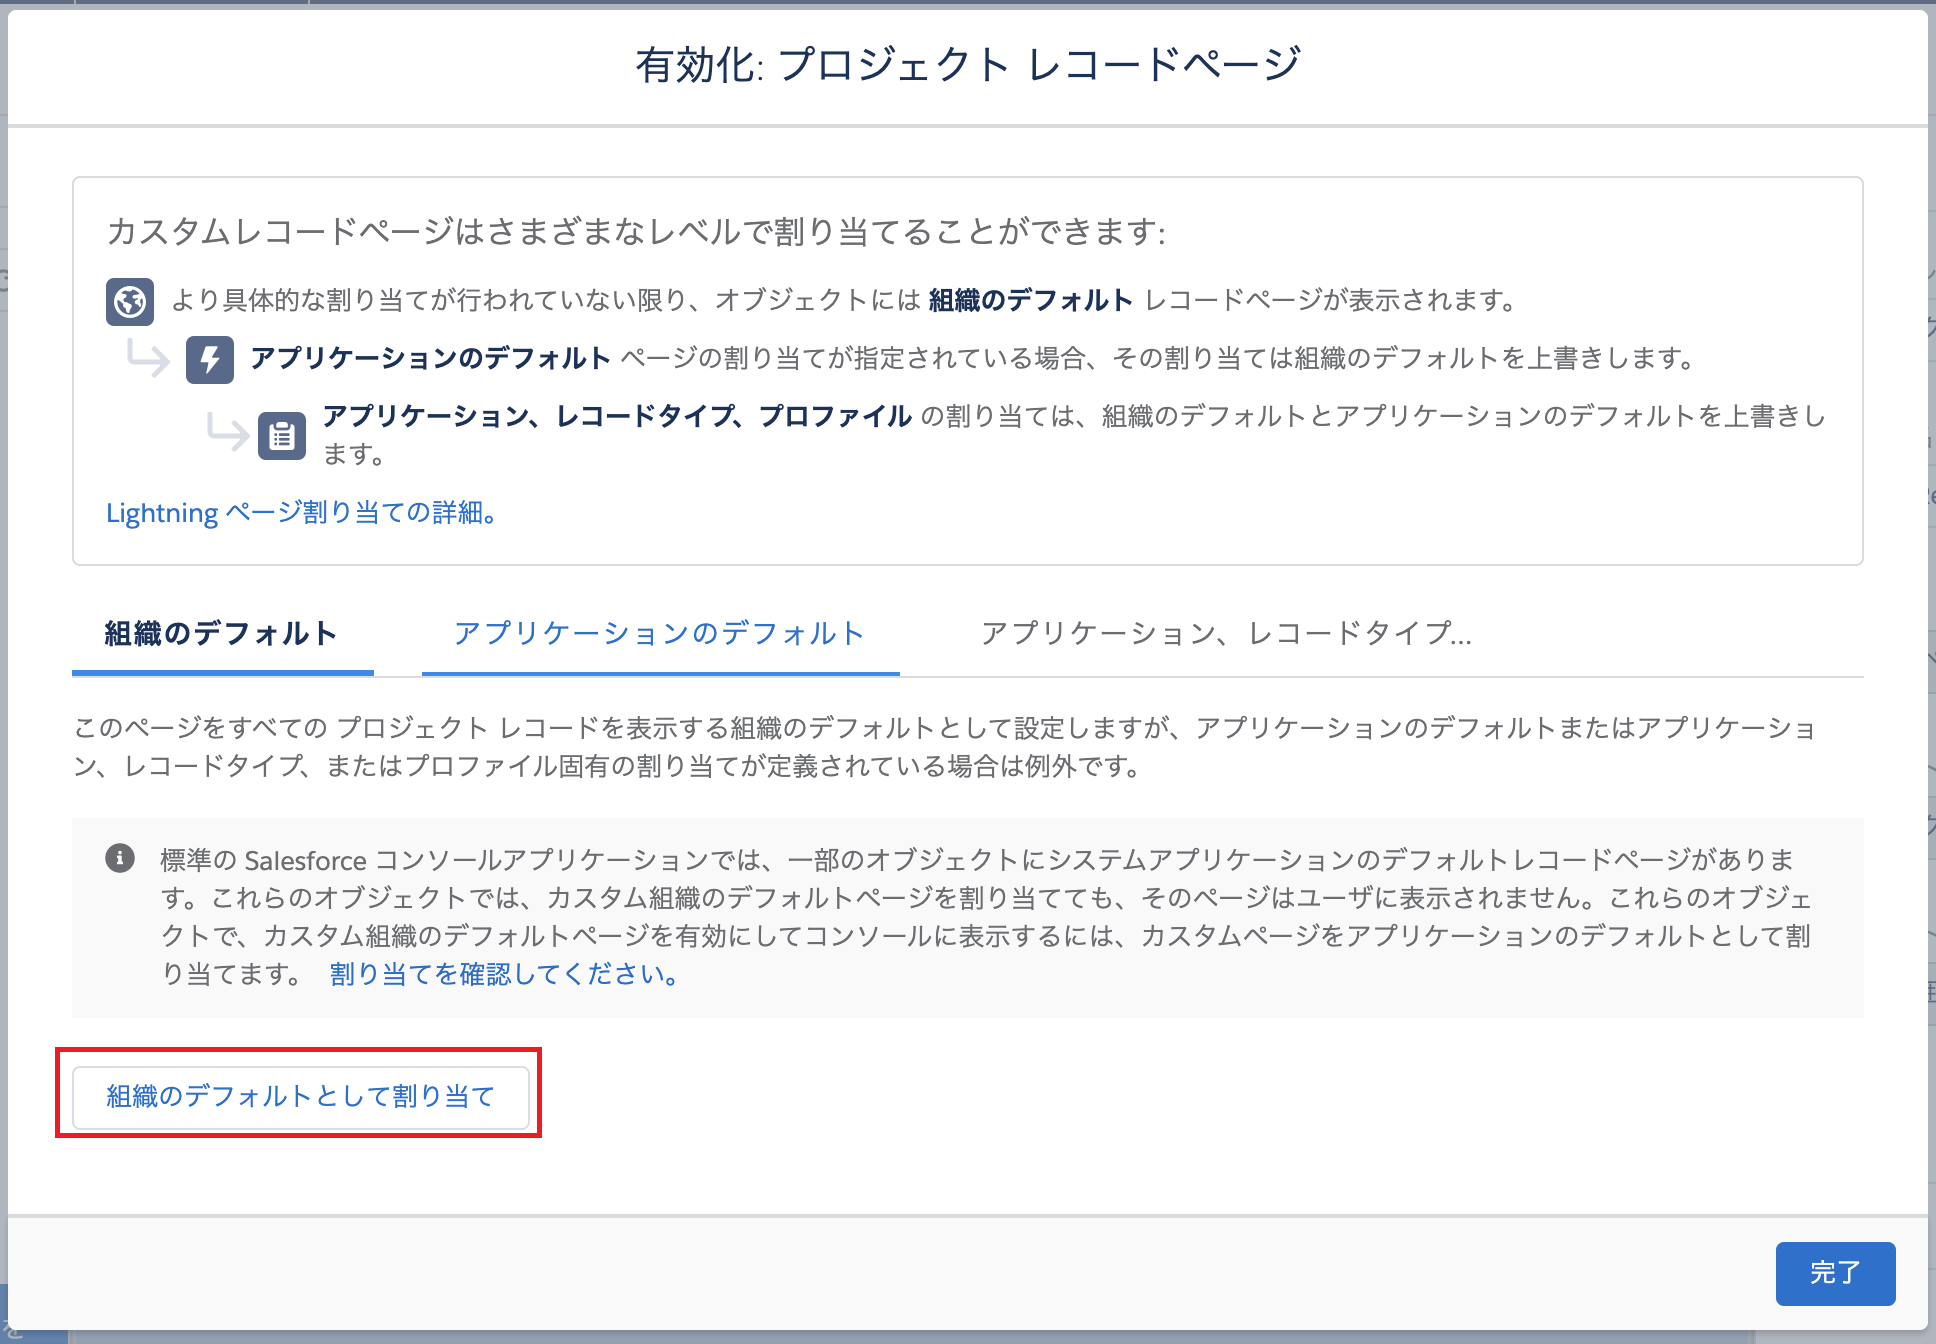 有効化: プロジェクト レコードページ
カスタムレコードページはさまざまなレベルで割り当てることができます:
より具体的な割り当てが行われていない限り、オブジェクトには 組織のデフォルト レコードページが表示されます。
アプリケーションのデフォルト ページの割り当てが指定されている場合、その割り当ては組織のデフォルトを上書きします。
アプリケーション、レコードタイプ、プロファイル の割り当ては、組織のデフォルトとアプリケーションのデフォルトを上書きし
ます。
Lightning ページ割り当ての詳細。
組織のデフォルト
アプリケーションのデフォルト
アプリケーション、レコードタイプ...
このページをすべての プロジェクト レコードを表示する組織のデフォルトとして設定しますが、アプリケーションのデフォルトまたはアプリケーショ
ン、レコードタイプ、またはプロファイル固有の割り当てが定義されている場合は例外です。
標準の Salesforce コンソールアプリケーションでは、一部のオブジェクトにシステムアプリケーションのデフォルトレコードページがありま
す。これらのオブジェクトでは、カスタム組織のデフォルトページを割り当てても、そのページはユーザに表示されません。これらのオブジェ
クトで、カスタム組織のデフォルトページを有効にしてコンソールに表示するには、カスタムページをアプリケーションのデフォルトとして割
り当てます。 割り当てを確認してください。
組織のデフォルトとして割り当て
完了
を